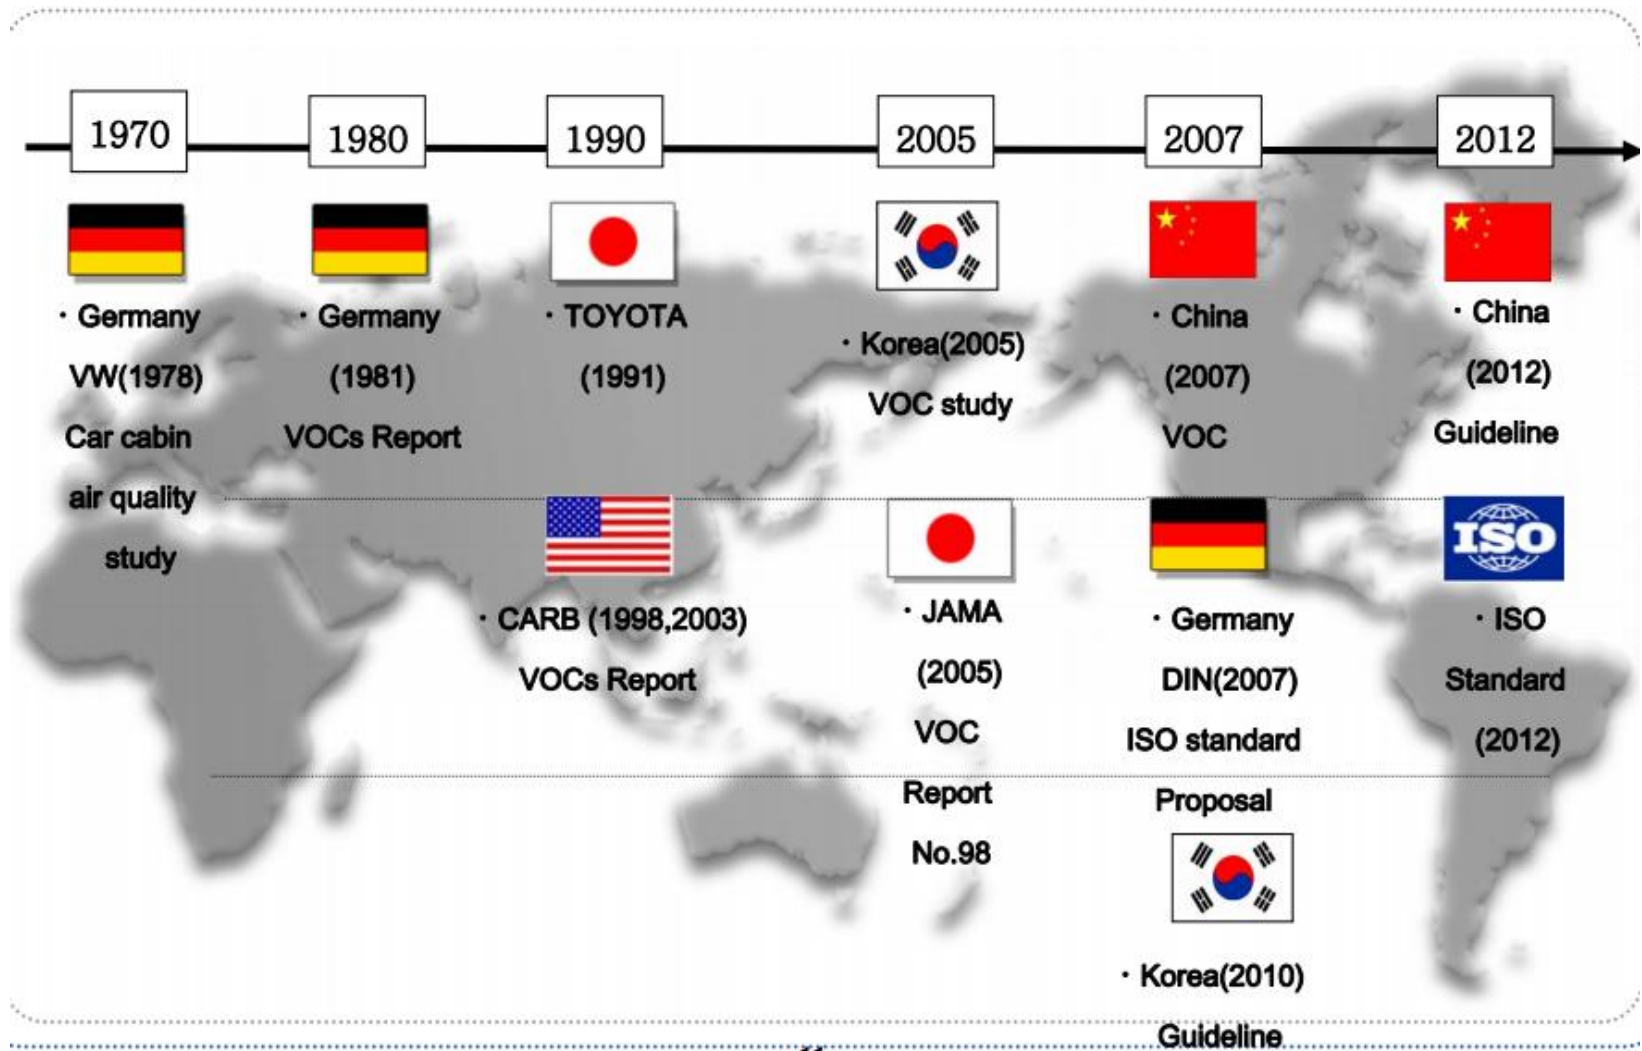 1970
1980
1990
2005
2007
2012
· Germany
VW(1978)
Car cabin
air quality
study
· Germany
(1981)
VOCs Report
· TOYOTA
(1991)
· CARB (1998,2003)
VOCs Report
· Korea(2005)
VOC study
· JAMA
(2005)
VOC
Report
No.98
· China
(2007)
VOC
· Germany
DIN(2007)
ISO standard
Proposal
· Korea(2010)
Guideline
· China
(2012)
Guideline
ISO
· ISO
Standard
(2012)